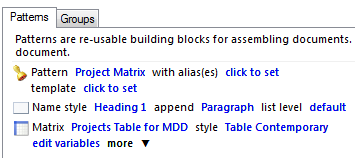 Patterns Groups
Patterns are re-usable building blocks for assembling documents.
document.
Pattern Project Matrix with alias(es) click to set
template click to set
Name style Heading 1 append Paragraph list level default
Matrix Projects Table for MDD style Table Contemporary
edit variables more ▼